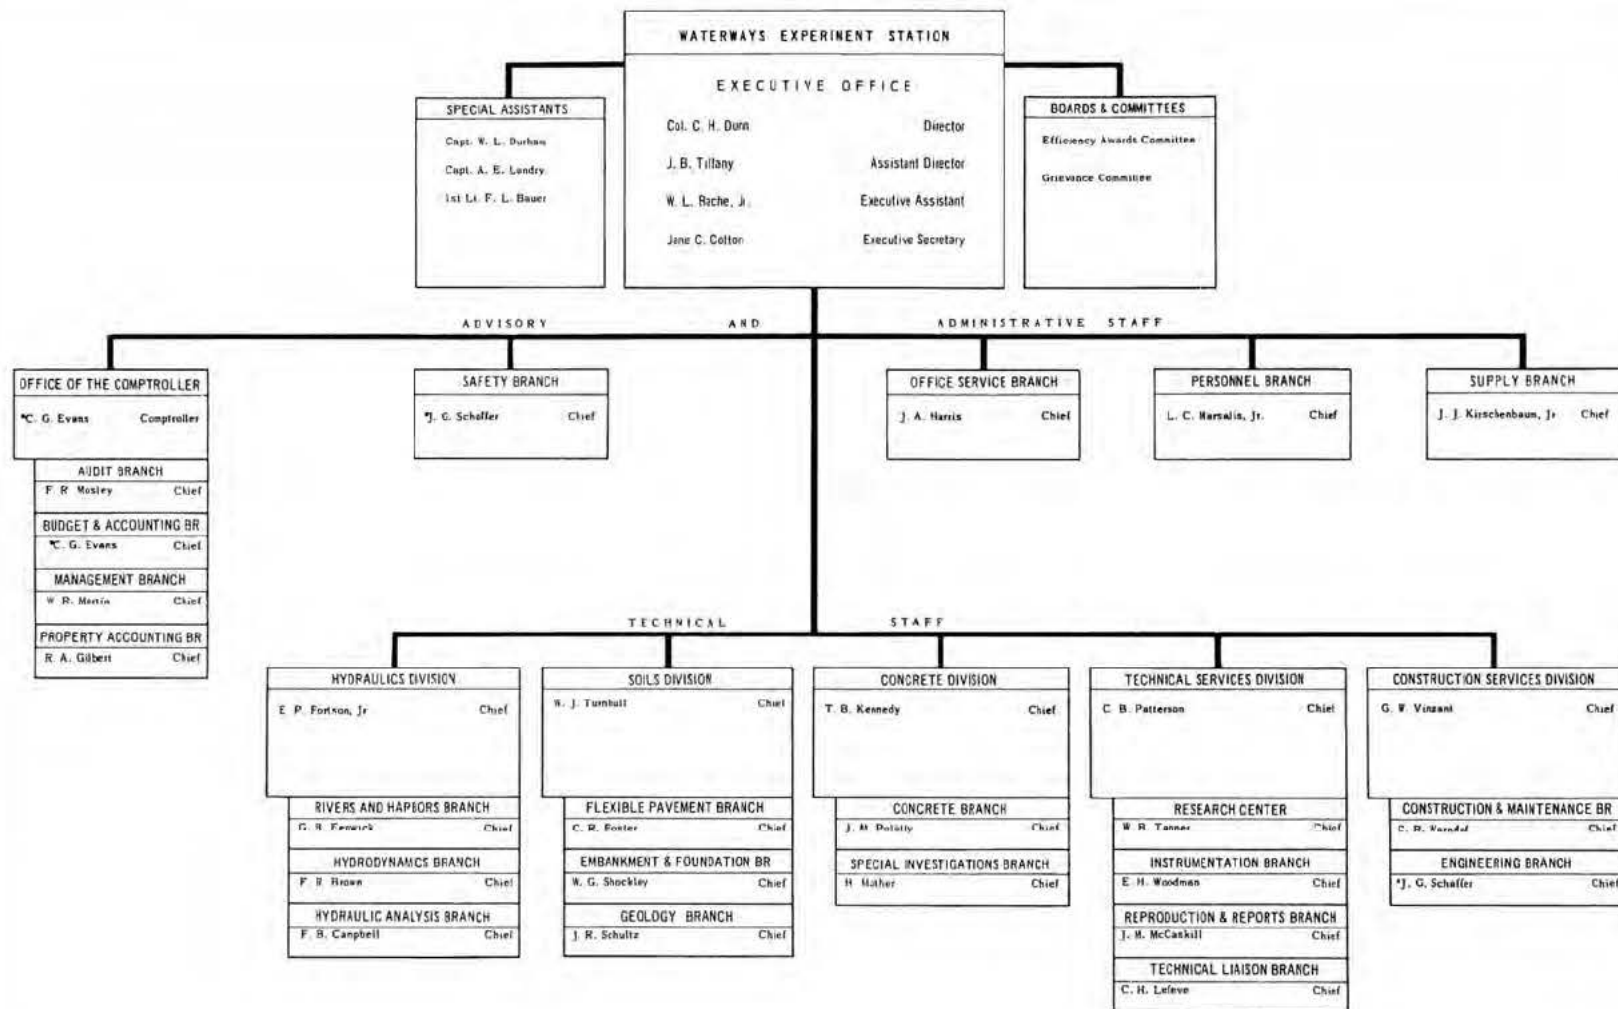 WATERWAYS EXPERINENT STATION
EXECUTIVE OFFICE
Col. C. H. Dunn Director
J. B. Tiffany Assistant Director
W. L. Bache, Jr. Executive Assistant
Jane C. Cotton Executive Secretary
SPECIAL ASSISTANTS
Capt. W. L. Durham
Capt. A. E. Landry
1st Lt. F. L. Bauer
BOARDS & COMMITTEES
Efficiency Awards Committee
Grievance Committee
ADVISORY AND ADMINISTRATIVE STAFF
OFFICE OF THE COMPTROLLER
*C. G. Evans Comptroller
AUDIT BRANCH
F. R. Mosley Chief
BUDGET & ACCOUNTING BR
*C. G. Evans Chief
MANAGEMENT BRANCH
W. R. Martin Chief
PROPERTY ACCOUNTING BR
R. A. Gilbert Chief
SAFETY BRANCH
*J. G. Schaffer Chief
OFFICE SERVICE BRANCH
J. A. Harris Chief
PERSONNEL BRANCH
L. C. Marsalis, Jr. Chief
SUPPLY BRANCH
J. J. Kirschenbaum, Jr Chief
TECHNICAL STAFF
HYDRAULICS DIVISION
E. P. Fortson, Jr Chief
RIVERS AND HARBORS BRANCH
G. B. Fenwick Chief
HYDRODYNAMICS BRANCH
F. R. Brown Chief
HYDRAULIC ANALYSIS BRANCH
F. B. Campbell Chief
SOILS DIVISION
W. J. Turnbull Chief
FLEXIBLE PAVEMENT BRANCH
C. R. Foster Chief
EMBANKMENT & FOUNDATION BR
W. G. Shockley Chief
GEOLOGY BRANCH
J. R. Schultz Chief
CONCRETE DIVISION
T. B. Kennedy Chief
CONCRETE BRANCH
J. M. Polatty Chief
SPECIAL INVESTIGATIONS BRANCH
B. Mather Chief
TECHNICAL SERVICES DIVISION
C. B. Patterson Chief
RESEARCH CENTER
W. B. Tanner Chief
INSTRUMENTATION BRANCH
E. H. Woodman Chief
REPRODUCTION & REPORTS BRANCH
J. M. McCaskill Chief
TECHNICAL LIAISON BRANCH
C. H. Lefeve Chief
CONSTRUCTION SERVICES DIVISION
G. W. Vinzant Chief
CONSTRUCTION & MAINTENANCE BR
Chief
ENGINEERING BRANCH
*J. G. Schaffer Chief